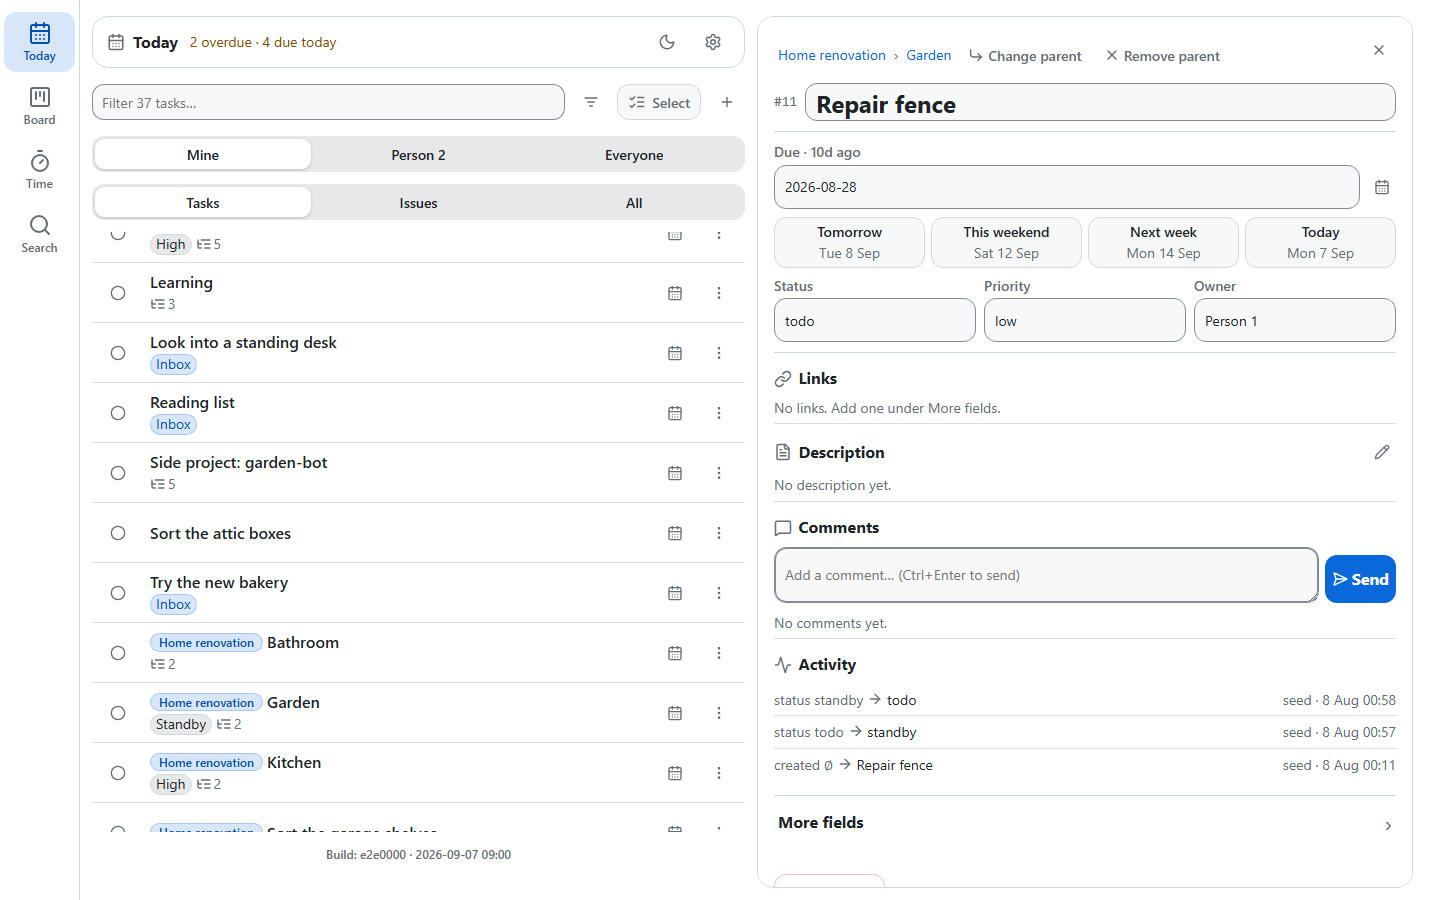 Today
Board
Time
Search
Today 2 overdue · 4 due today
Filter 37 tasks...
Select
Mine
Person 2
Everyone
Tasks
Issues
All
High 5
Learning
3
Look into a standing desk
Inbox
Reading list
Inbox
Side project: garden-bot
5
Sort the attic boxes
Try the new bakery
Inbox
Home renovation Bathroom
2
Home renovation Garden
Standby 2
Home renovation Kitchen
High 2
Home renovation Sort the garage shelves
Build: e2e0000 · 2026-09-07 09:00
Home renovation › Garden Change parent Remove parent
#11 Repair fence
Due · 10d ago
2026-08-28
Tomorrow
Tue 8 Sep
This weekend
Sat 12 Sep
Next week
Mon 14 Sep
Today
Mon 7 Sep
Status
todo
Priority
low
Owner
Person 1
Links
No links. Add one under More fields.
Description
No description yet.
Comments
Add a comment... (Ctrl+Enter to send)
Send
No comments yet.
Activity
status standby → todo seed · 8 Aug 00:58
status todo → standby seed · 8 Aug 00:57
created ∅ → Repair fence seed · 8 Aug 00:11
More fields